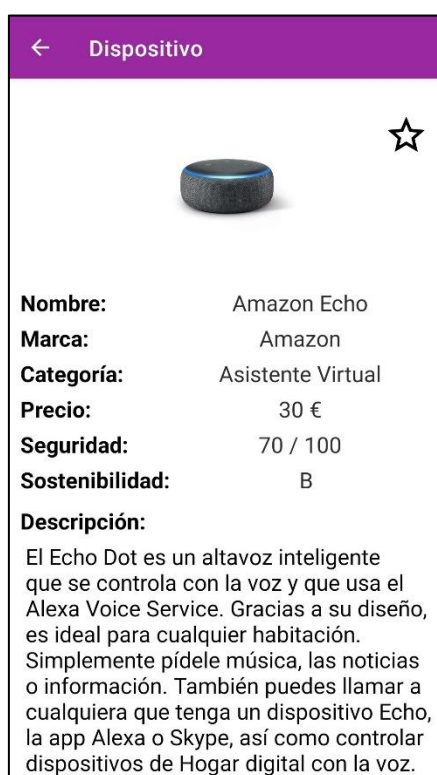 Dispositivo
Nombre: Amazon Echo
Marca: Amazon
Categoría: Asistente Virtual
Precio: 30 €
Seguridad: 70 / 100
Sostenibilidad: B
Descripción:
El Echo Dot es un altavoz inteligente
que se controla con la voz y que usa el
Alexa Voice Service. Gracias a su diseño,
es ideal para cualquier habitación.
Simplemente pídele música, las noticias
o información. También puedes llamar a
cualquiera que tenga un dispositivo Echo,
la app Alexa o Skype, así como controlar
dispositivos de Hogar digital con la voz.